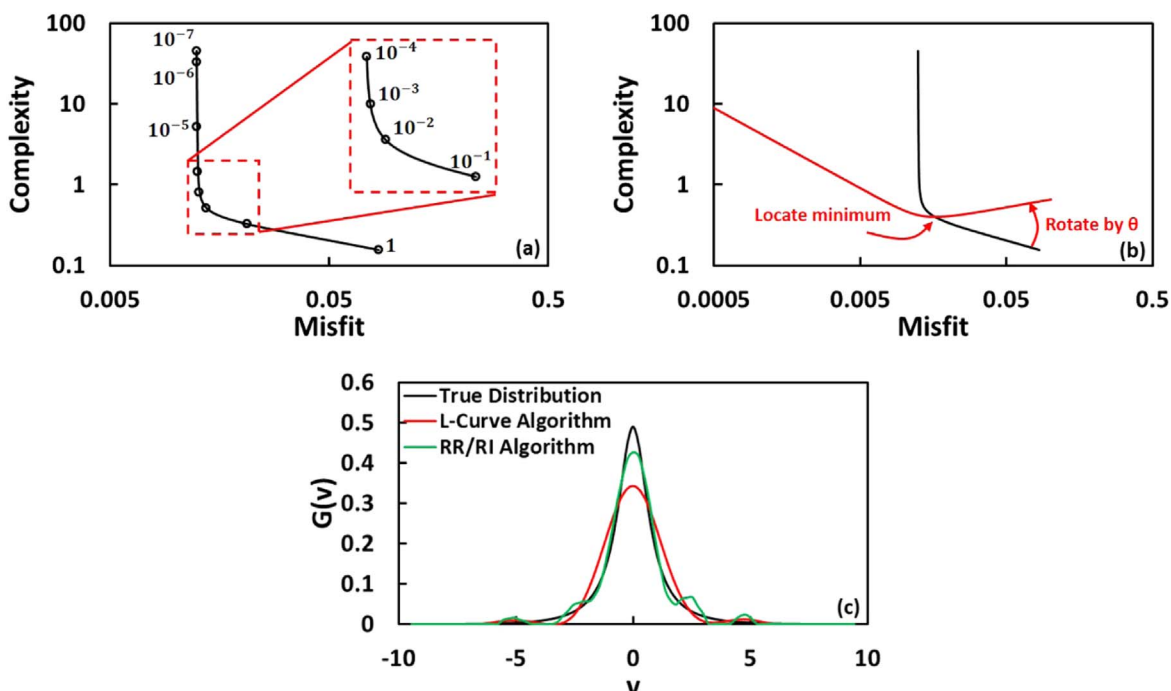 100
10
1
0.1
Complexity
10⁻⁷
10⁻⁶
10⁻⁵
10⁻⁴
10⁻³
10⁻²
10⁻¹
1
(a)
0.005
0.05
0.5
Misfit
100
10
1
0.1
Complexity
Locate minimum
Rotate by θ
(b)
0.0005
0.005
0.05
0.5
Misfit
0.6
0.5
0.4
0.3
0.2
0.1
0
G(v)
True Distribution
L-Curve Algorithm
RR/RI Algorithm
(c)
-10
-5
0
5
10